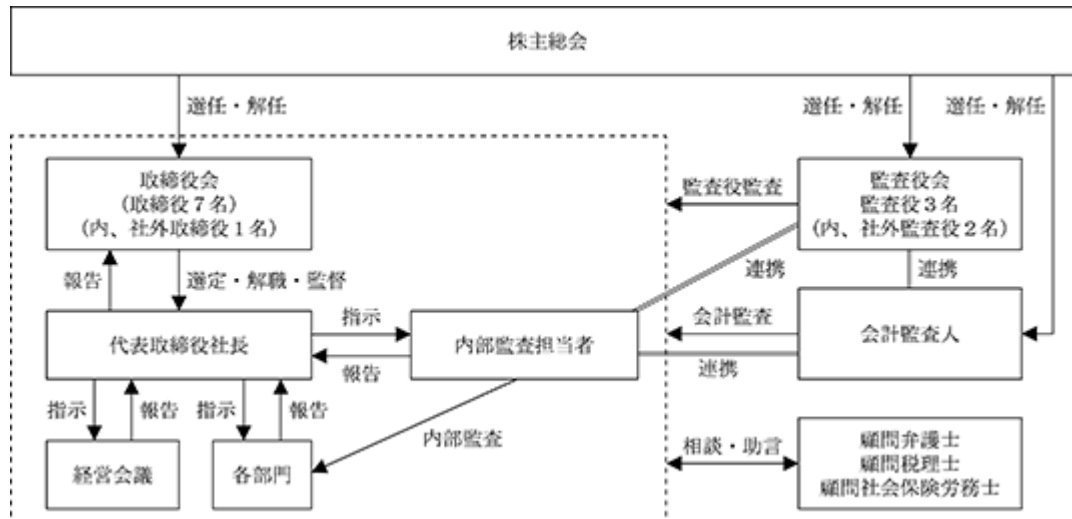 株主総会
選任・解任
選任・解任
選任・解任
取締役会
(取締役7名)
(内、社外取締役1名)
監査役監査
監査役会
監査役3名
(内、社外監査役2名)
報告
選定・解職・監督
連携
連携
代表取締役社長
指示
報告
内部監査担当者
会計監査
連携
会計監査人
指示
報告
指示
報告
内部監査
経営会議
各部門
相談・助言
顧問弁護士
顧問税理士
顧問社会保険労務士